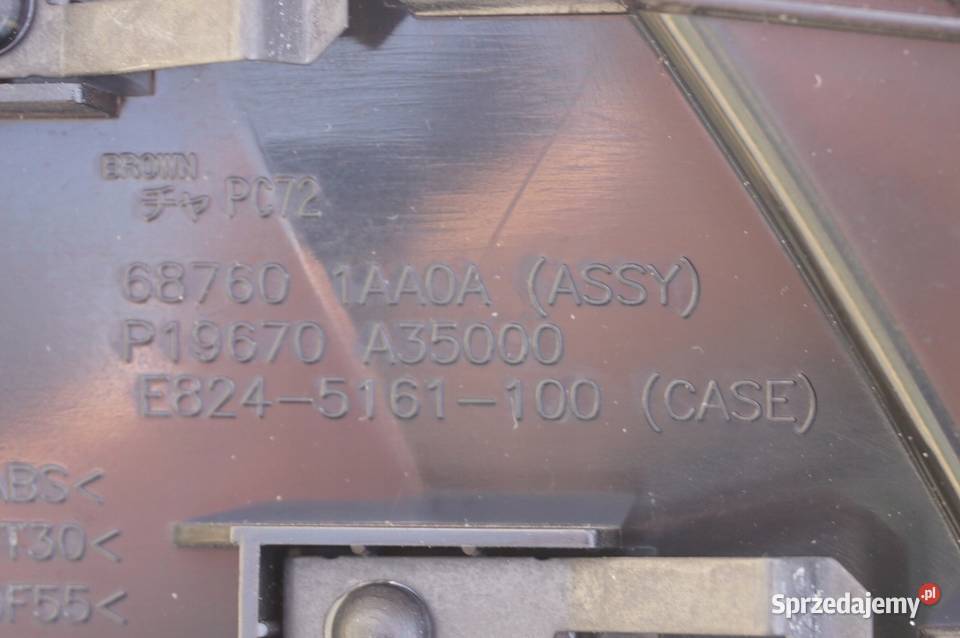 BROWN
チャ PC72
68760 1AA0A (ASSY)
P19670 A35000
E824-5161-100 (CASE)
ABS<
T30<
F55<
Sprzedajemy.pl